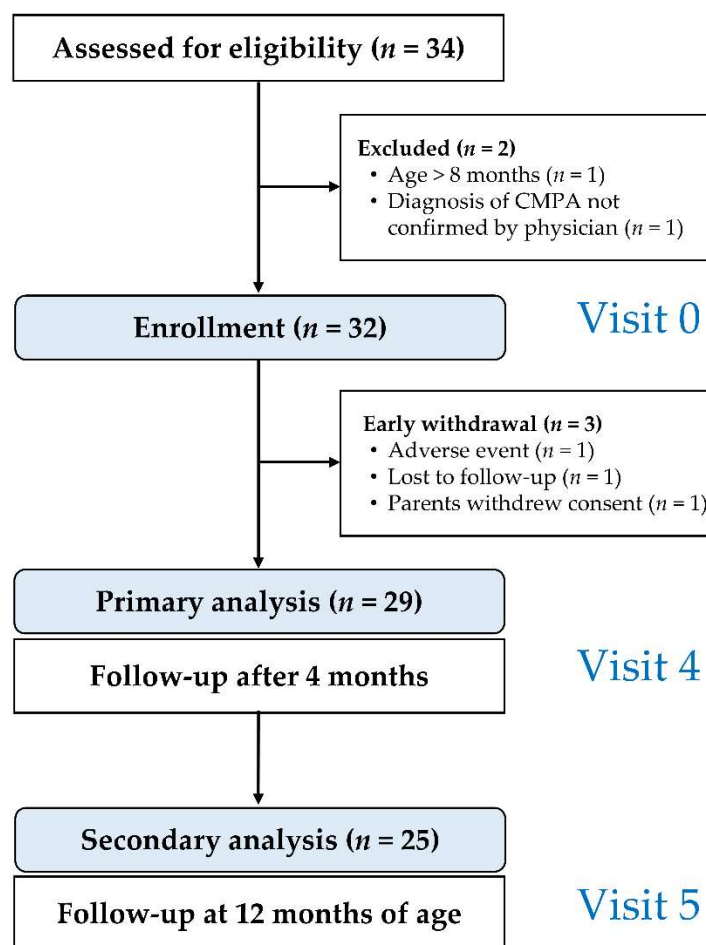 Assessed for eligibility (n = 34)
Excluded (n = 2)
• Age > 8 months (n = 1)
• Diagnosis of CMPA not
confirmed by physician (n = 1)
Enrollment (n = 32)
Visit 0
Early withdrawal (n = 3)
• Adverse event (n = 1)
• Lost to follow-up (n = 1)
• Parents withdrew consent (n = 1)
Primary analysis (n = 29)
Follow-up after 4 months
Visit 4
Secondary analysis (n = 25)
Follow-up at 12 months of age
Visit 5